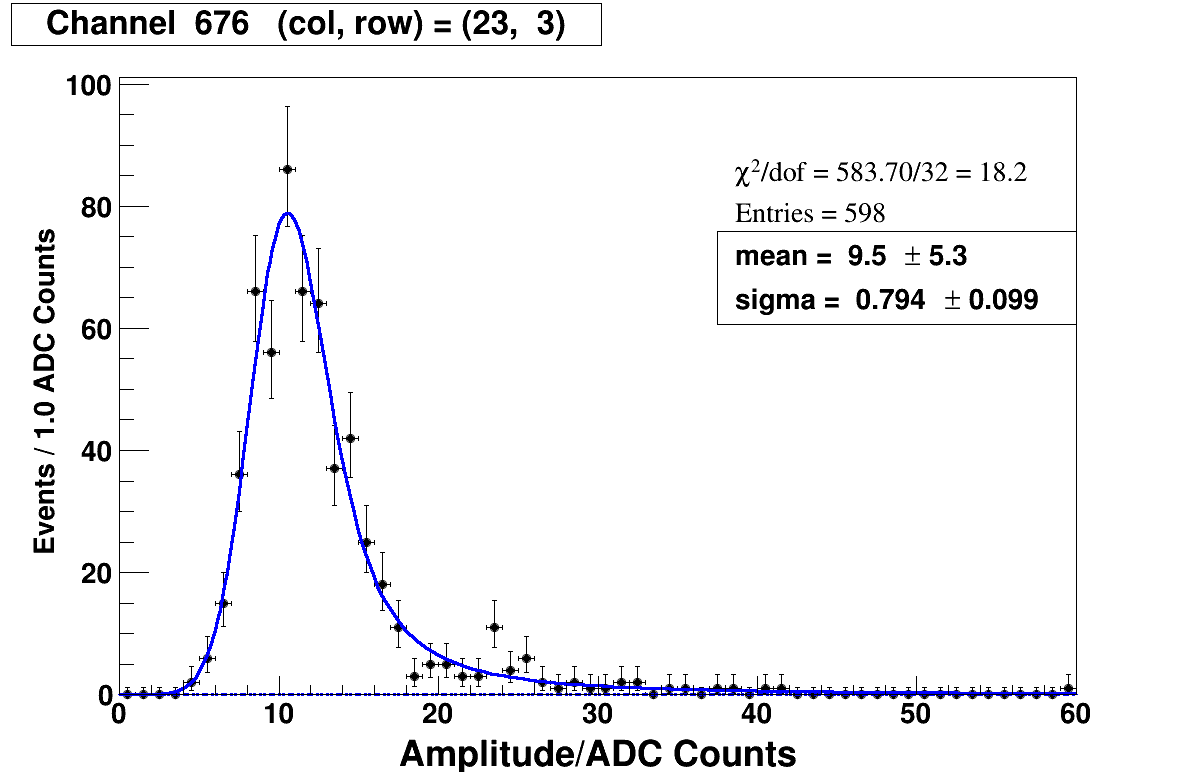 Channel 676 (col, row) = (23, 3)
100
80
60
40
20
0
Events / 1.0 ADC Counts
χ²/dof = 583.70/32 = 18.2
Entries = 598
mean = 9.5 ± 5.3
sigma = 0.794 ± 0.099
0 10 20 30 40 50 60
Amplitude/ADC Counts